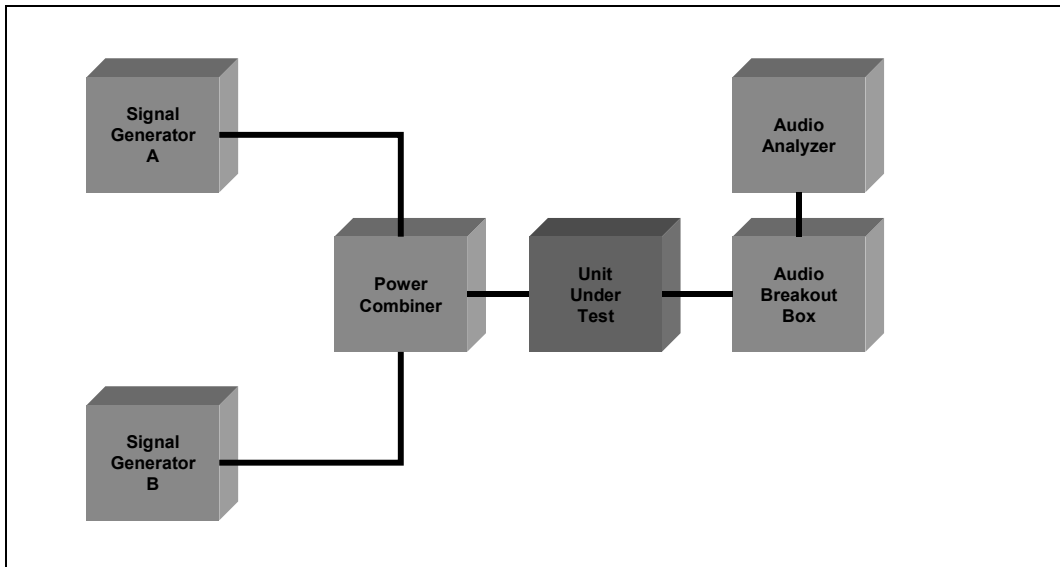 Signal
Generator
A
Audio
Analyzer
Power
Combiner
Unit
Under
Test
Audio
Breakout
Box
Signal
Generator
B